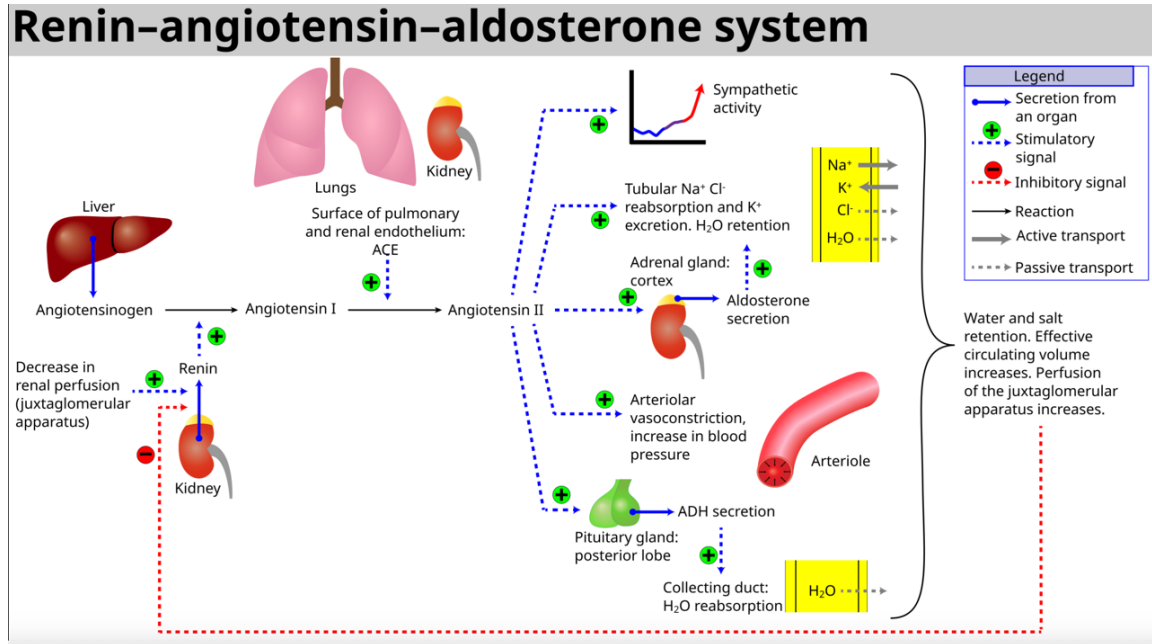 Renin–angiotensin–aldosterone system
Lungs
Kidney
Liver
Surface of pulmonary
and renal endothelium:
ACE
+
Angiotensinogen
Angiotensin I
Angiotensin II
+
Renin
Decrease in
renal perfusion
(juxtaglomerular
apparatus)
+
−
Kidney
+
Sympathetic
activity
+
Tubular Na⁺ Cl⁻
reabsorption and K⁺
excretion. H₂O retention
Na⁺
K⁺
Cl⁻
H₂O
+
Adrenal gland:
cortex
+
Aldosterone
secretion
+
Arteriolar
vasoconstriction,
increase in blood
pressure
Arteriole
+
Pituitary gland:
posterior lobe
ADH secretion
+
Collecting duct:
H₂O reabsorption
H₂O
Legend
Secretion from
an organ
+
Stimulatory
signal
−
Inhibitory signal
Reaction
Active transport
Passive transport
Water and salt
retention. Effective
circulating volume
increases. Perfusion
of the juxtaglomerular
apparatus increases.